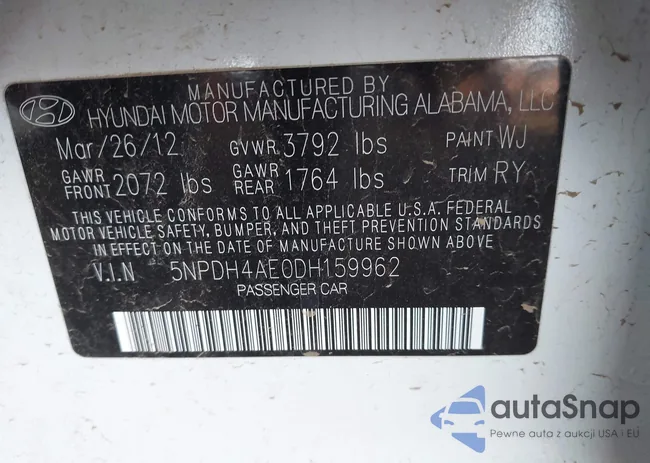 MANUFACTURED BY
HYUNDAI MOTOR MANUFACTURING ALABAMA, LLC
Mar/26/12 GVWR 3792 lbs PAINT WJ
GAWR FRONT 2072 lbs GAWR REAR 1764 lbs TRIM RY
THIS VEHICLE CONFORMS TO ALL APPLICABLE U.S.A. FEDERAL
MOTOR VEHICLE SAFETY, BUMPER, AND THEFT PREVENTION STANDARDS
IN EFFECT ON THE DATE OF MANUFACTURE SHOWN ABOVE.
V.I.N 5NPDH4AE0DH159962
PASSENGER CAR
autaSnap
Pewne auta z aukcji USA i EU